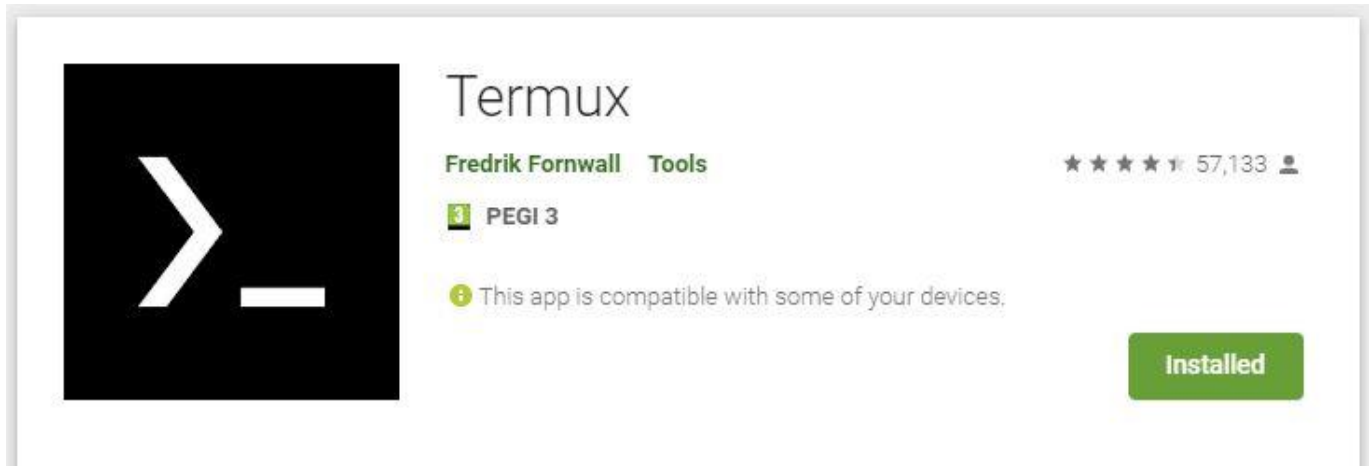 Termux
Fredrik Fornwall Tools
57,133
3 PEGI 3
This app is compatible with some of your devices.
Installed